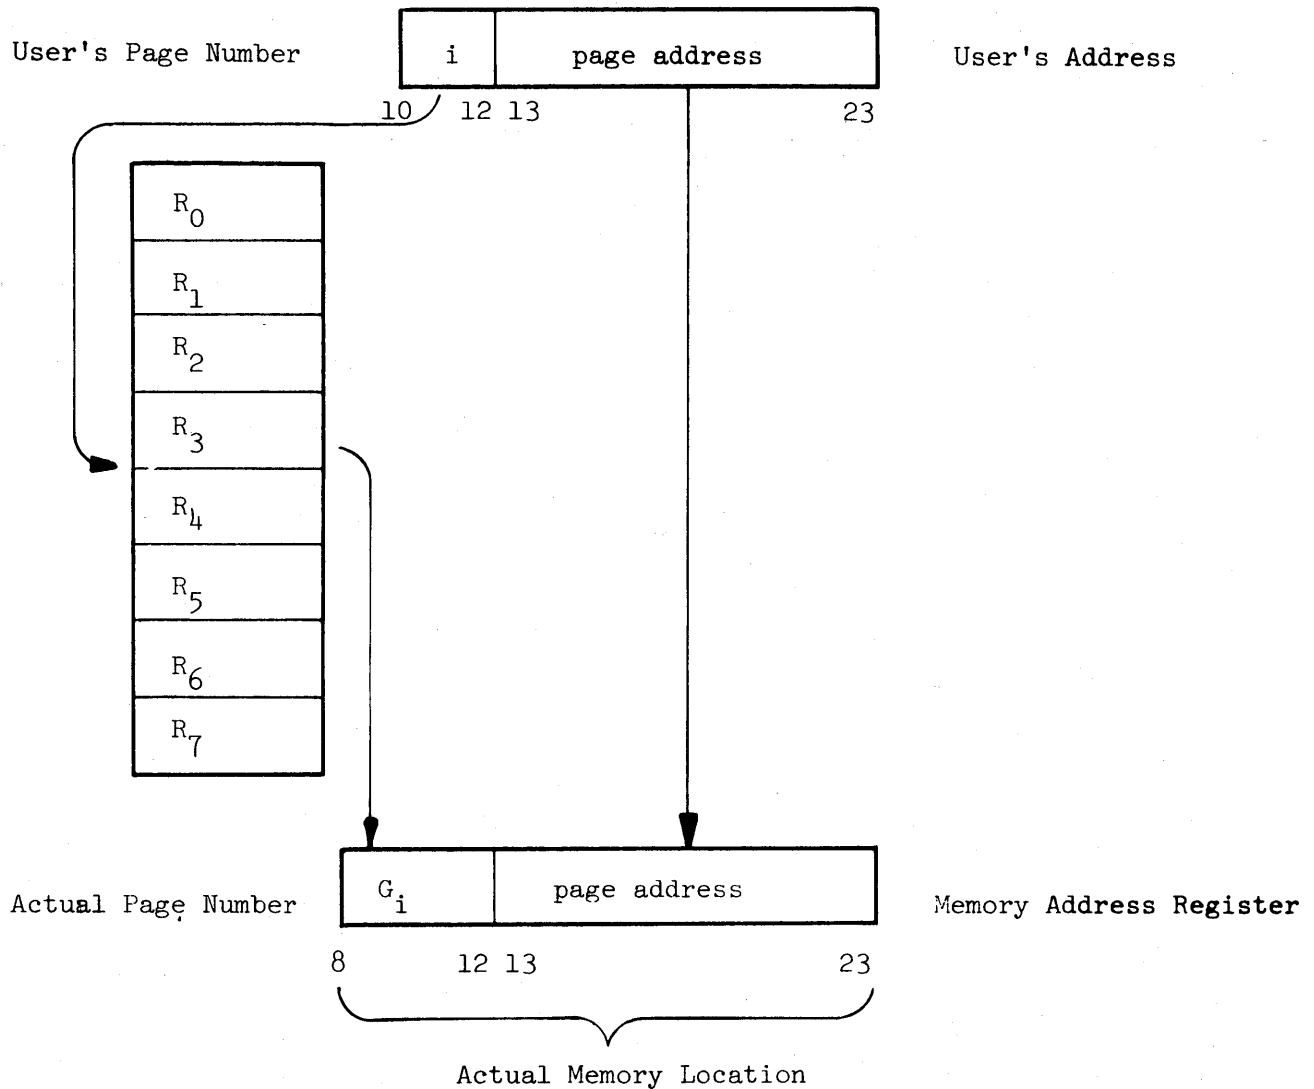 User's Page Number i page address User's Address
10 12 13 23
R0
R1
R2
R3
R4
R5
R6
R7
Actual Page Number Gi page address Memory Address Register
8 12 13 23
Actual Memory Location